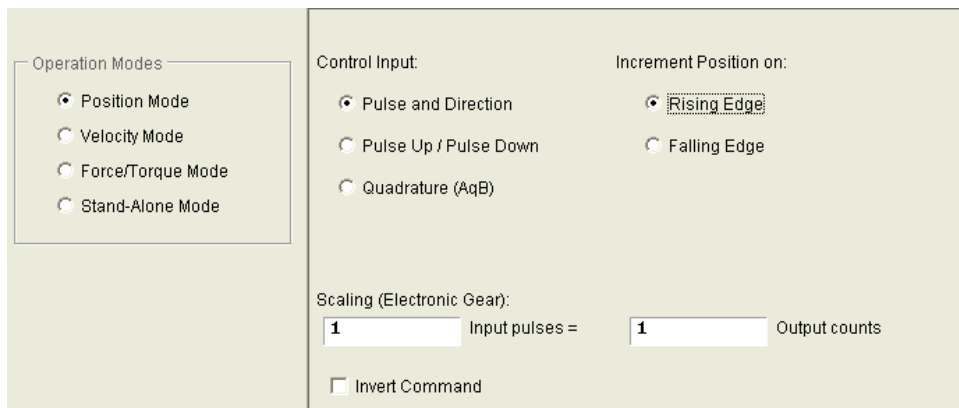 Operation Modes
Position Mode
Velocity Mode
Force/Torque Mode
Stand-Alone Mode
Control Input:
Pulse and Direction
Pulse Up / Pulse Down
Quadrature (AqB)
Increment Position on:
Rising Edge
Falling Edge
Scaling (Electronic Gear):
1 Input pulses = 1 Output counts
Invert Command